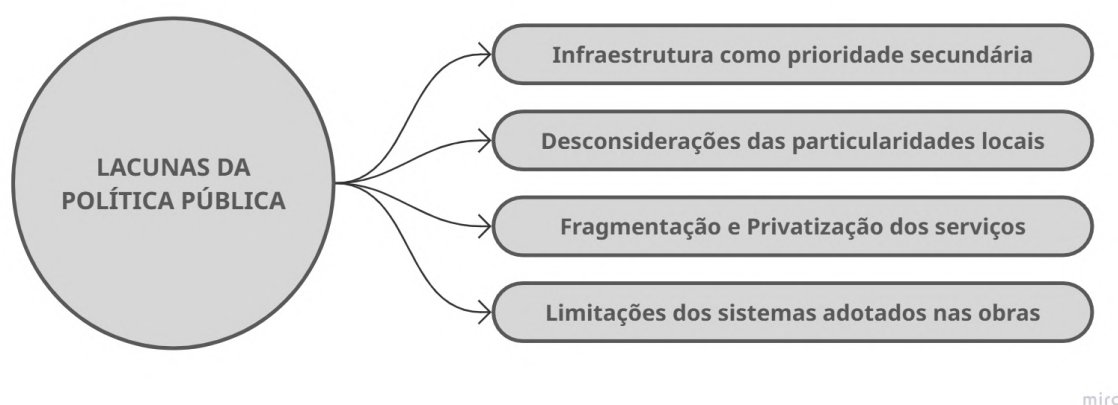 LACUNAS DA
POLÍTICA PÚBLICA
Infraestrutura como prioridade secundária
Desconsiderações das particularidades locais
Fragmentação e Privatização dos serviços
Limitações dos sistemas adotados nas obras